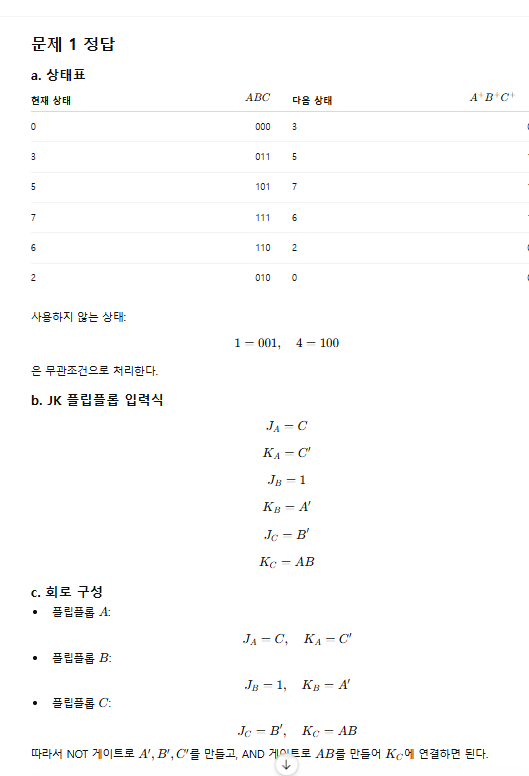 문제 1 정답
a. 상태표
현재 상태 ABC 다음 상태 A⁺B⁺C⁺
0 000 3
3 011 5
5 101 7
7 111 6
6 110 2
2 010 0
사용하지 않는 상태:
1 = 001, 4 = 100
은 무관조건으로 처리한다.
b. JK 플립플롭 입력식
J_A = C
K_A = C′
J_B = 1
K_B = A′
J_C = B′
K_C = AB
c. 회로 구성
• 플립플롭 A:
J_A = C, K_A = C′
• 플립플롭 B:
J_B = 1, K_B = A′
• 플립플롭 C:
J_C = B′, K_C = AB
따라서 NOT 게이트로 A′, B′, C′를 만들고, AND 게이트로 AB를 만들어 K_C에 연결하면 된다.